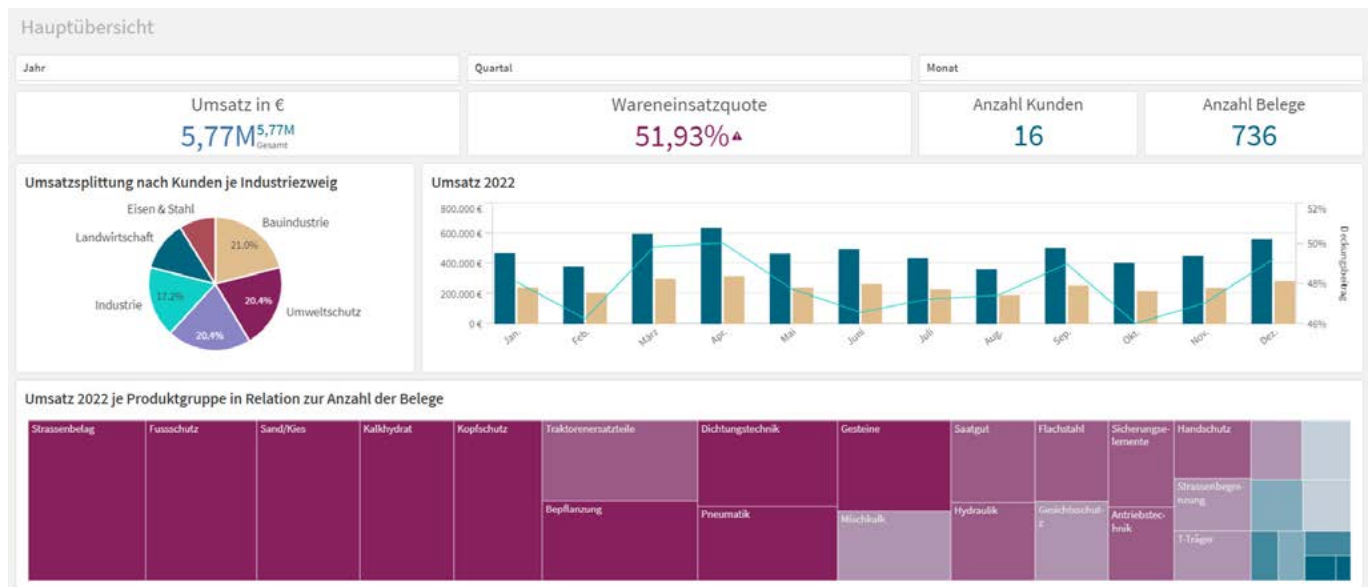 Hauptübersicht
Jahr
Quartal
Monat
Umsatz in €
5,77M
5,77M
Gesamt
Wareneinsatzquote
51,93%
Anzahl Kunden
16
Anzahl Belege
736
Umsatzsplittung nach Kunden je Industriezweig
Eisen & Stahl
Bauindustrie
Landwirtschaft
21.0%
Industrie
17.2%
20.4%
Umweltschutz
20.4%
Umsatz 2022
800.000 €
600.000 €
400.000 €
200.000 €
0 €
52%
50%
48%
46%
Deckungsbeitrag
Jan.
Feb.
März
Apr.
Mai
Juni
Juli
Aug.
Sep.
Okt.
Nov.
Dez.
Umsatz 2022 je Produktgruppe in Relation zur Anzahl der Belege
Strassenbelag
Fussschutz
Sand/Kies
Kalkhydrat
Kopfschutz
Traktorenersatzteile
Dichtungstechnik
Gesteine
Saatgut
Flachstahl
Sicherungse-
lemente
Handschutz
Strassenbegre-
nzung
Bepflanzung
Pneumatik
Mischkalk
Hydraulik
Gesichtsschut-
z
Antriebstec-
hnik
T-Träger